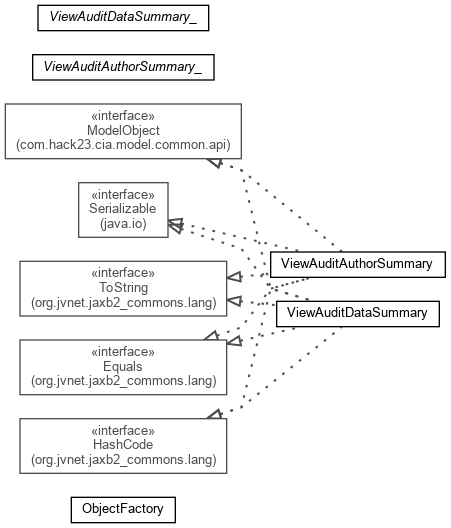 ViewAuditDataSummary_
ViewAuditAuthorSummary_
«interface»
ModelObject
(com.hack23.cia.model.common.api)
«interface»
Serializable
(java.io)
ViewAuditAuthorSummary
«interface»
ToString
(org.jvnet.jaxb2_commons.lang)
ViewAuditDataSummary
«interface»
Equals
(org.jvnet.jaxb2_commons.lang)
«interface»
HashCode
(org.jvnet.jaxb2_commons.lang)
ObjectFactory